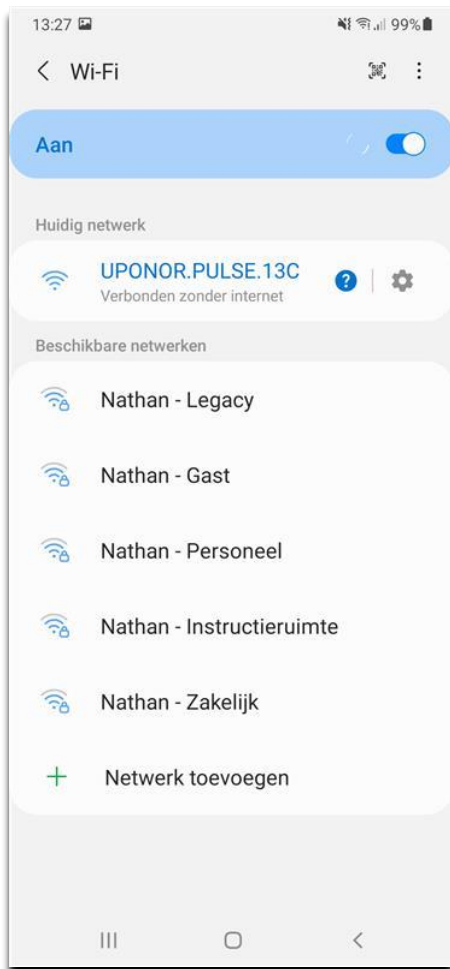 13:27 99%
Wi-Fi
Aan
Huidig netwerk
UPONOR.PULSE.13C
Verbonden zonder internet
?
Beschikbare netwerken
Nathan - Legacy
Nathan - Gast
Nathan - Personeel
Nathan - Instructieruimte
Nathan - Zakelijk
Netwerk toevoegen